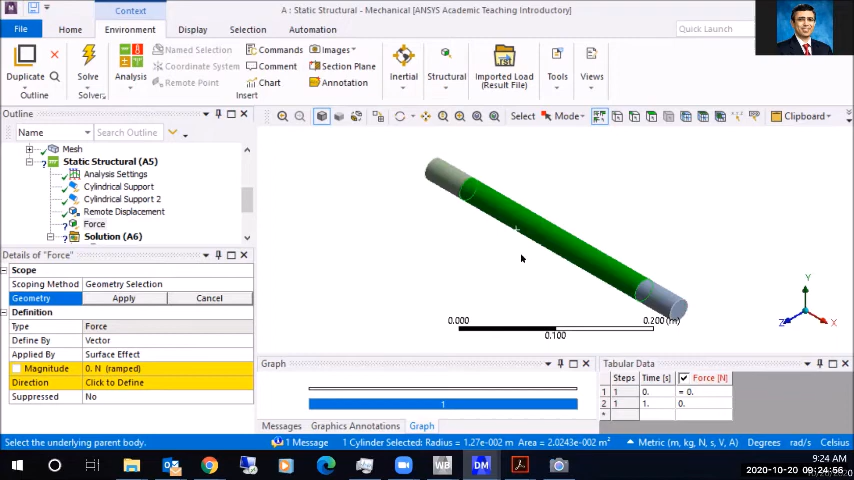 Context
A : Static Structural - Mechanical [ANSYS Academic Teaching Introductory]
File Home Environment Display Selection Automation
Quick Launch
Duplicate
Outline
Solve
Solver
Analysis
Named Selection
Coordinate System
Remote Point
Commands
Comment
Chart
Images
Section Plane
Annotation
Insert
Inertial
Structural
Imported Load
(Result File)
Tools
Views
Outline
Name Search Outline
Select Mode Clipboard
Mesh
Static Structural (A5)
Analysis Settings
Cylindrical Support
Cylindrical Support 2
Remote Displacement
Force
Solution (A6)
Details of "Force"
Scope
Scoping Method Geometry Selection
Geometry Apply Cancel
Definition
Type Force
Define By Vector
Applied By Surface Effect
Magnitude 0. N (ramped)
Direction Click to Define
Suppressed No
0.000 0.200 (m)
0.100
Y
Z X
Graph
1
Messages Graphics Annotations Graph
Tabular Data
Steps Time [s] Force [N]
1 1 0. = 0.
2 1 1. 0.
*
Select the underlying parent body. 1 Message 1 Cylinder Selected: Radius = 1.27e-002 m Area = 2.0243e-002 m² Metric (m, kg, N, s, V, A) Degrees rad/s Celsius
WB DM
9:24 AM
2020-10-20 09:24:56